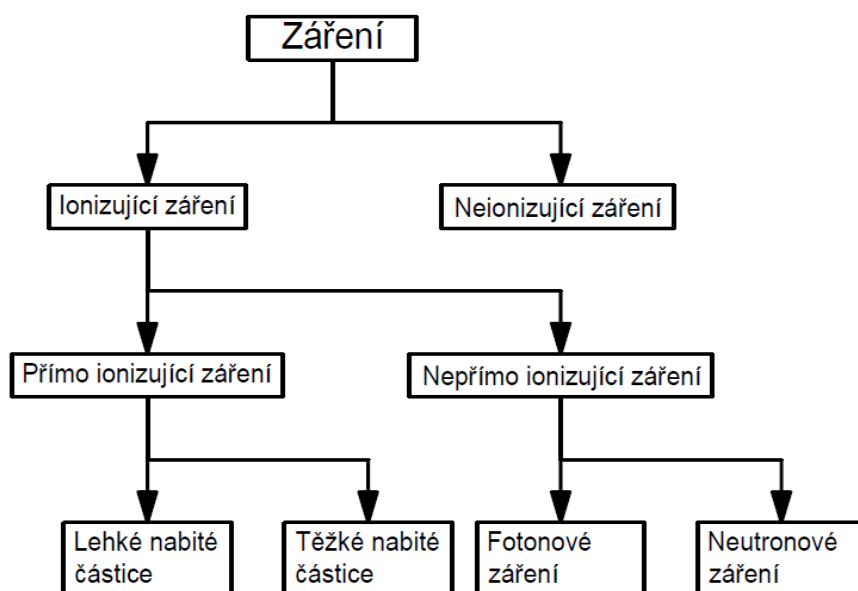 Záření
Ionizující záření
Neionizující záření
Přímo ionizující záření
Nepřímo ionizující záření
Lehké nabité
částice
Těžké nabité
částice
Fotonové
záření
Neutronové
záření